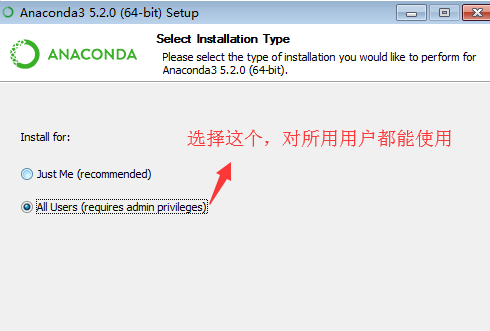 Anaconda3 5.2.0 (64-bit) Setup
ANACONDA
Select Installation Type
Please select the type of installation you would like to perform for
Anaconda3 5.2.0 (64-bit).
Install for:
选择这个，对所用用户都能使用
Just Me (recommended)
All Users (requires admin privileges)